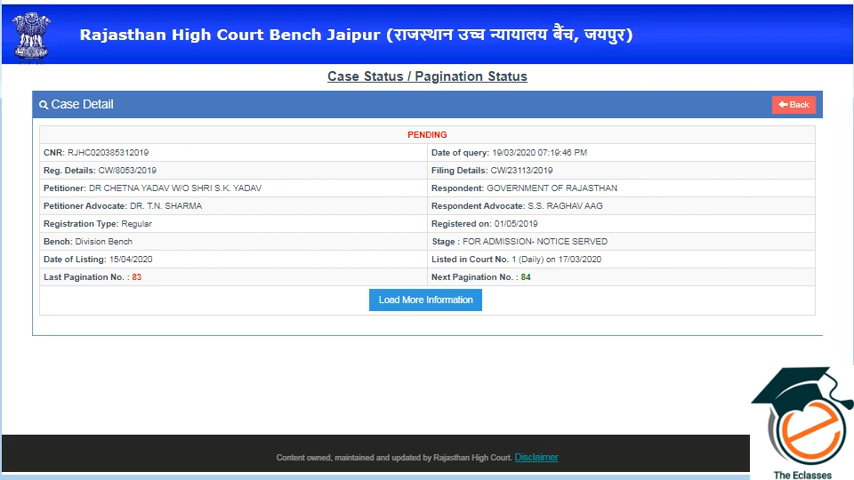 Rajasthan High Court Bench Jaipur (राजस्थान उच्च न्यायालय बैंच, जयपुर)
Case Status / Pagination Status
Case Detail
Back
PENDING
CNR: RJHC020385312019
Date of query: 19/03/2020 07:19:46 PM
Reg. Details: CW/8053/2019
Filing Details: CW/23113/2019
Petitioner: DR CHETNA YADAV W/O SHRI S.K. YADAV
Respondent: GOVERNMENT OF RAJASTHAN
Petitioner Advocate: DR. T.N. SHARMA
Respondent Advocate: S.S. RAGHAV AAG
Registration Type: Regular
Registered on: 01/05/2019
Bench: Division Bench
Stage : FOR ADMISSION- NOTICE SERVED
Date of Listing: 15/04/2020
Listed in Court No. 1 (Daily) on 17/03/2020
Last Pagination No. : 83
Next Pagination No. : 84
Load More Information
Content owned, maintained and updated by Rajasthan High Court. Disclaimer
The Eclasses